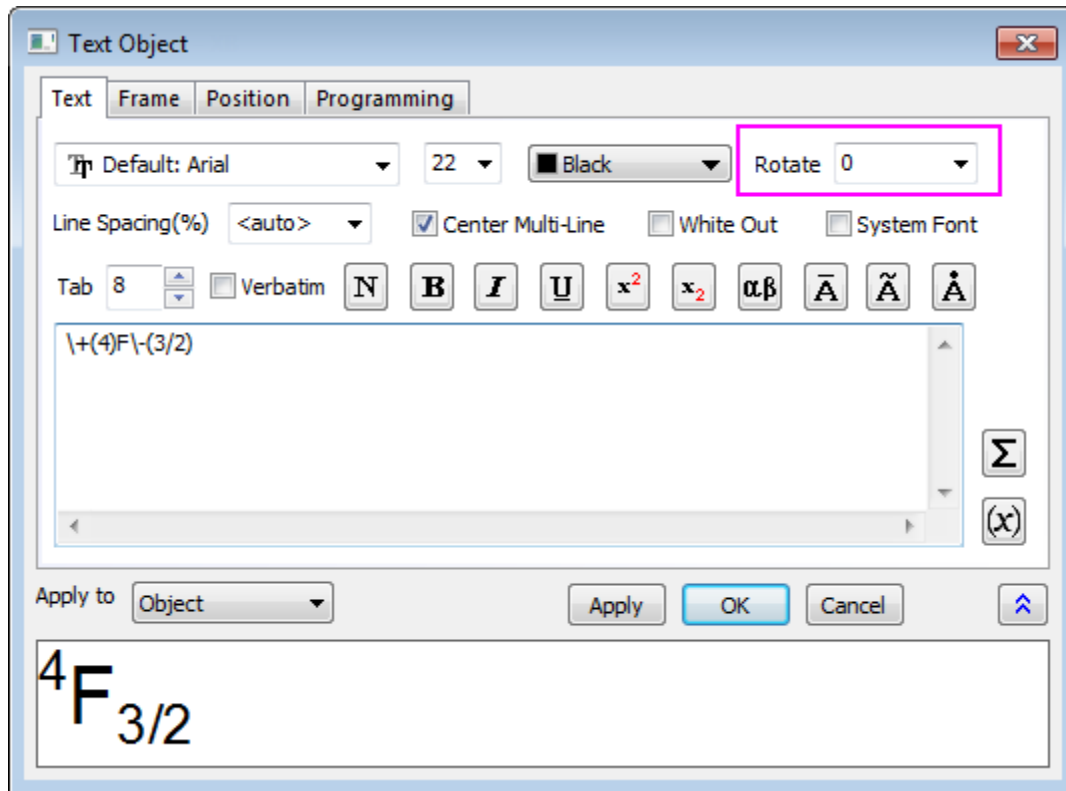 Text Object
Text Frame Position Programming
Default: Arial 22 Black Rotate 0
Line Spacing(%) <auto> Center Multi-Line White Out System Font
Tab 8 Verbatim N B I U x² x₂ αβ Ā Ã Å
\+(4)F\-(3/2)
Σ
(x)
Apply to Object Apply OK Cancel
⁴F₃/₂